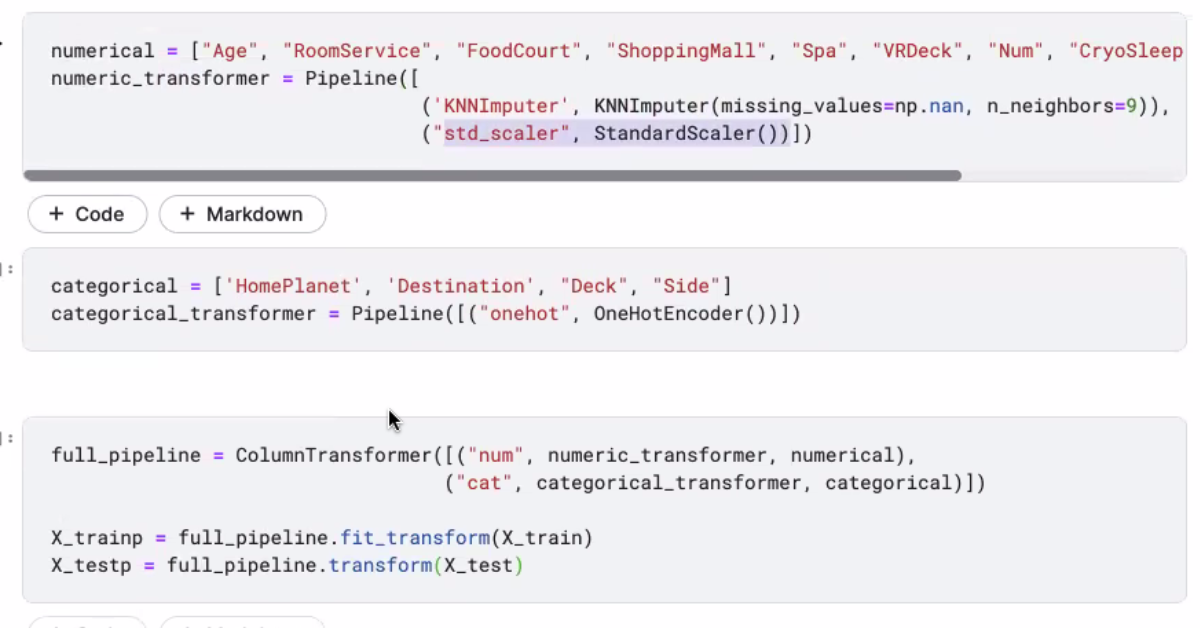 numerical = ["Age", "RoomService", "FoodCourt", "ShoppingMall", "Spa", "VRDeck", "Num", "CryoSleep
numeric_transformer = Pipeline([
('KNNImputer', KNNImputer(missing_values=np.nan, n_neighbors=9)),
("std_scaler", StandardScaler())])
+ Code + Markdown
]:
categorical = ['HomePlanet', 'Destination', "Deck", "Side"]
categorical_transformer = Pipeline([("onehot", OneHotEncoder())])
]:
full_pipeline = ColumnTransformer([("num", numeric_transformer, numerical),
("cat", categorical_transformer, categorical)])
X_trainp = full_pipeline.fit_transform(X_train)
X_testp = full_pipeline.transform(X_test)